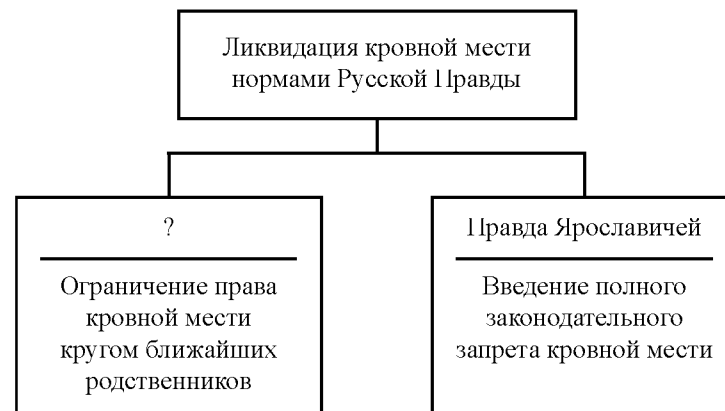 Ликвидация кровной мести
нормами Русской Правды
?
Ограничение права
кровной мести
кругом ближайших
родственников
Правда Ярославичей
Введение полного
законодательного
запрета кровной мести